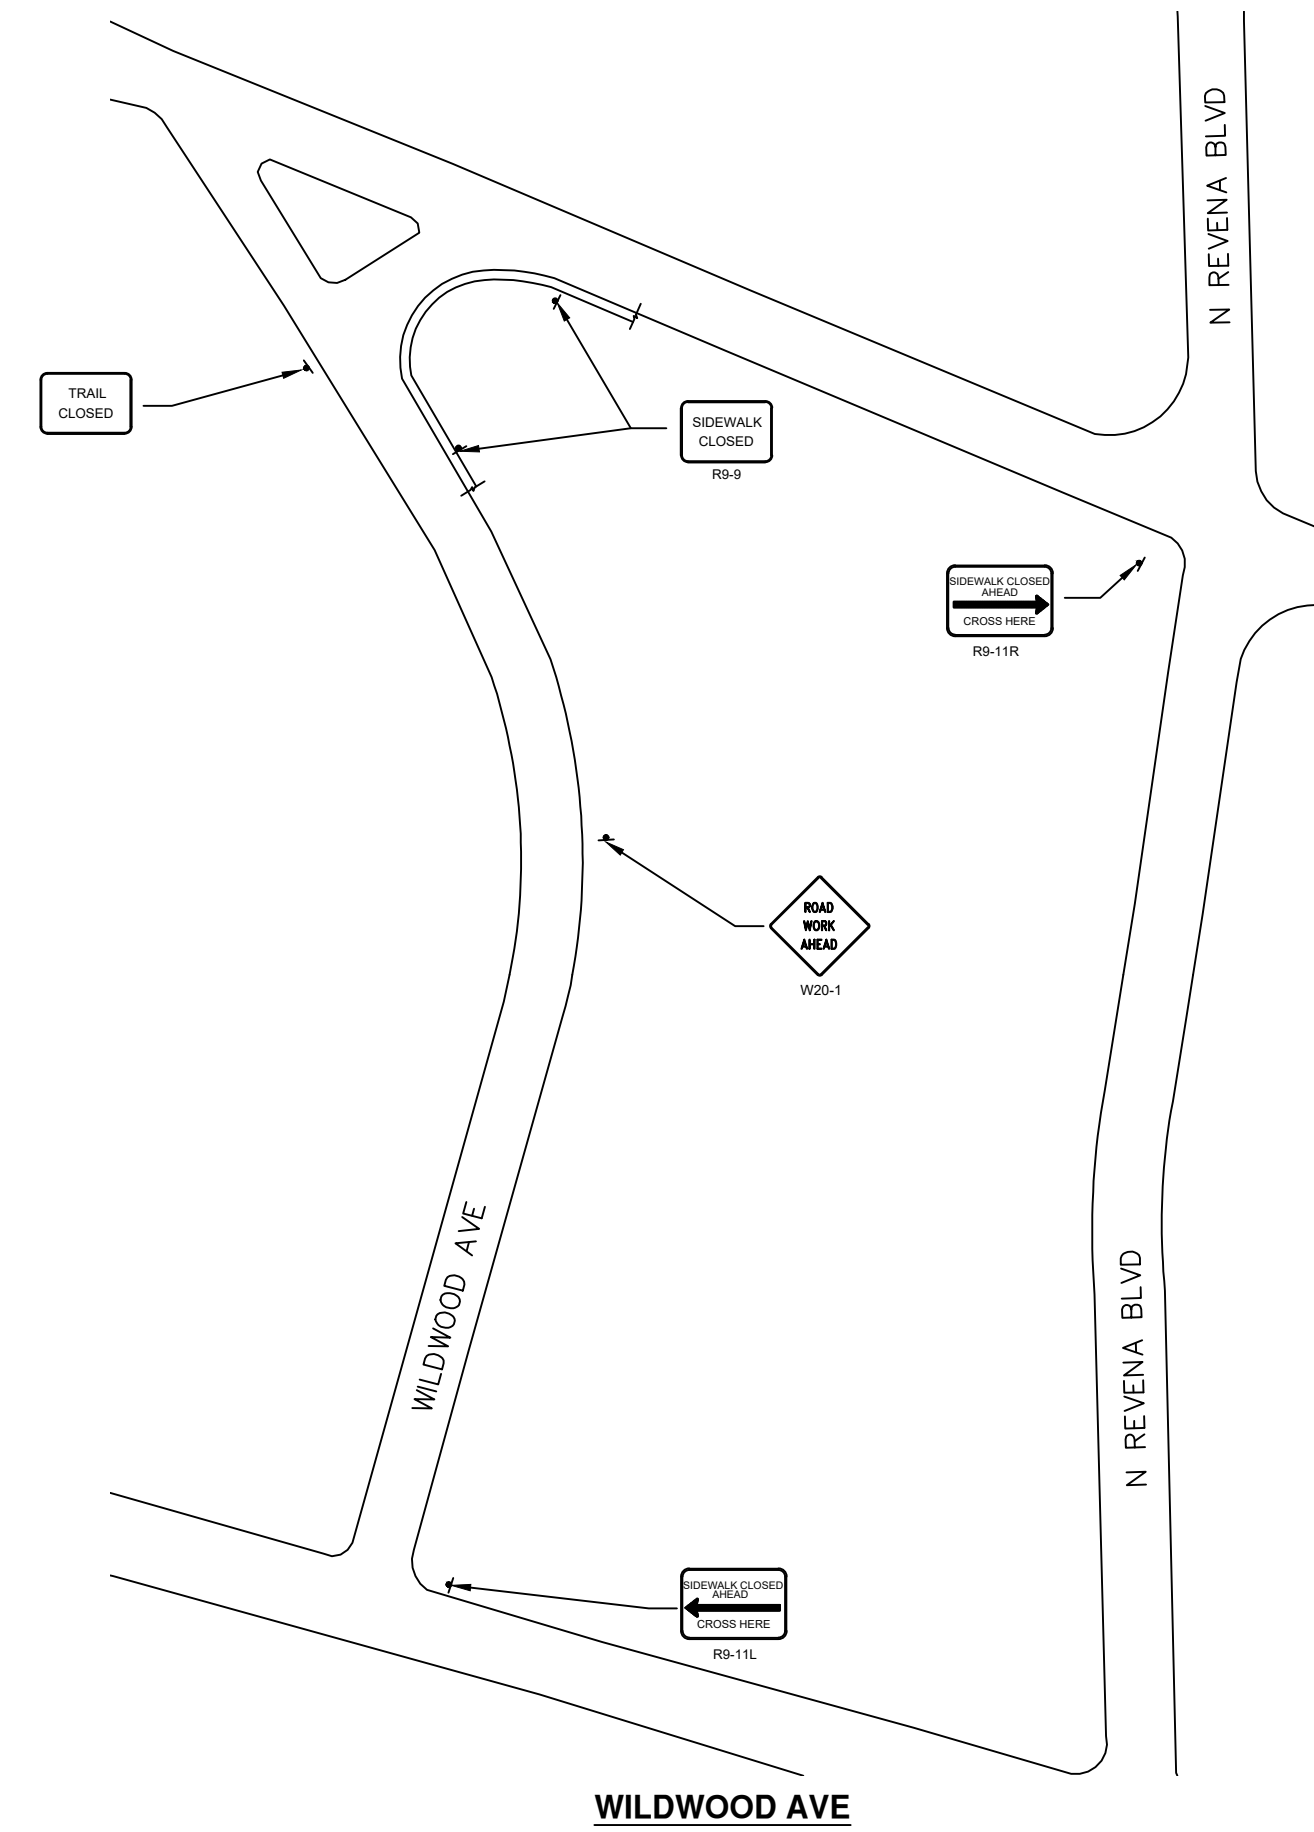 N REVENA BLVD
TRAIL
CLOSED
SIDEWALK
CLOSED
R9-9
SIDEWALK CLOSED
AHEAD
CROSS HERE
R9-11R
ROAD
WORK
AHEAD
W20-1
WILDWOOD AVE
N REVENA BLVD
SIDEWALK CLOSED
AHEAD
CROSS HERE
R9-11L
WILDWOOD AVE